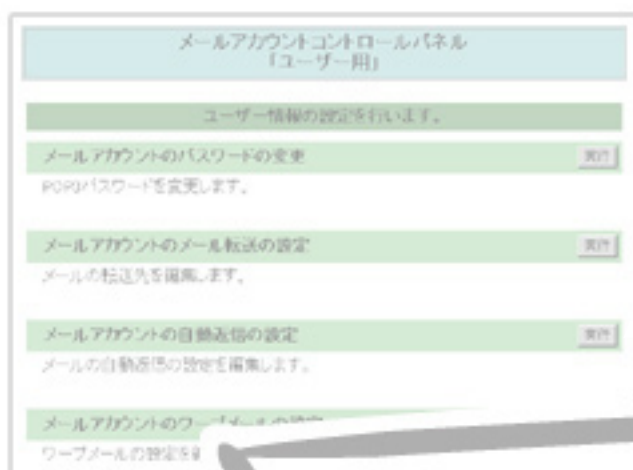 メールアカウントコントロールパネル
「ユーザー用」
ユーザー情報の設定を行います。
メールアカウントのパスワードの変更 実行
POP3パスワードを変更します。
メールアカウントのメール転送の設定 実行
メールの転送先を編集します。
メールアカウントの自動返信の設定 実行
メールの自動返信の設定を編集します。
メールアカウントのワープメールの設定
ワープメールの設定を